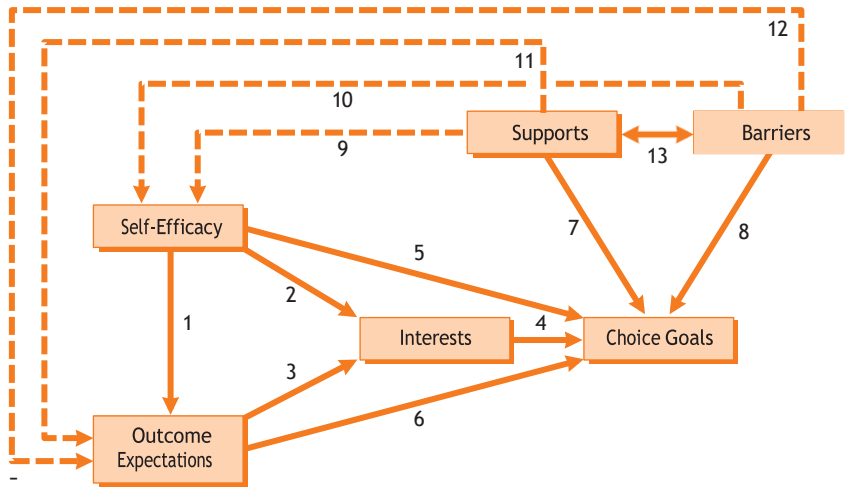 12
11
10
9
Supports
Barriers
13
Self-Efficacy
7
8
5
2
1
Interests
4
Choice Goals
3
6
Outcome
Expectations
-